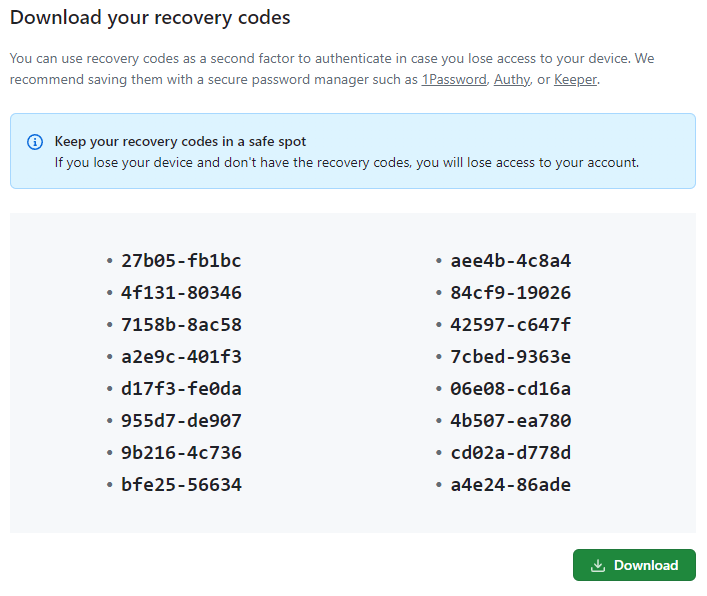 Download your recovery codes
You can use recovery codes as a second factor to authenticate in case you lose access to your device. We
recommend saving them with a secure password manager such as 1Password, Authy, or Keeper.
Keep your recovery codes in a safe spot
If you lose your device and don't have the recovery codes, you will lose access to your account.
27b05-fb1bc
4f131-80346
7158b-8ac58
a2e9c-401f3
d17f3-fe0da
955d7-de907
9b216-4c736
bfe25-56634
aee4b-4c8a4
84cf9-19026
42597-c647f
7cbed-9363e
06e08-cd16a
4b507-ea780
cd02a-d778d
a4e24-86ade
Download